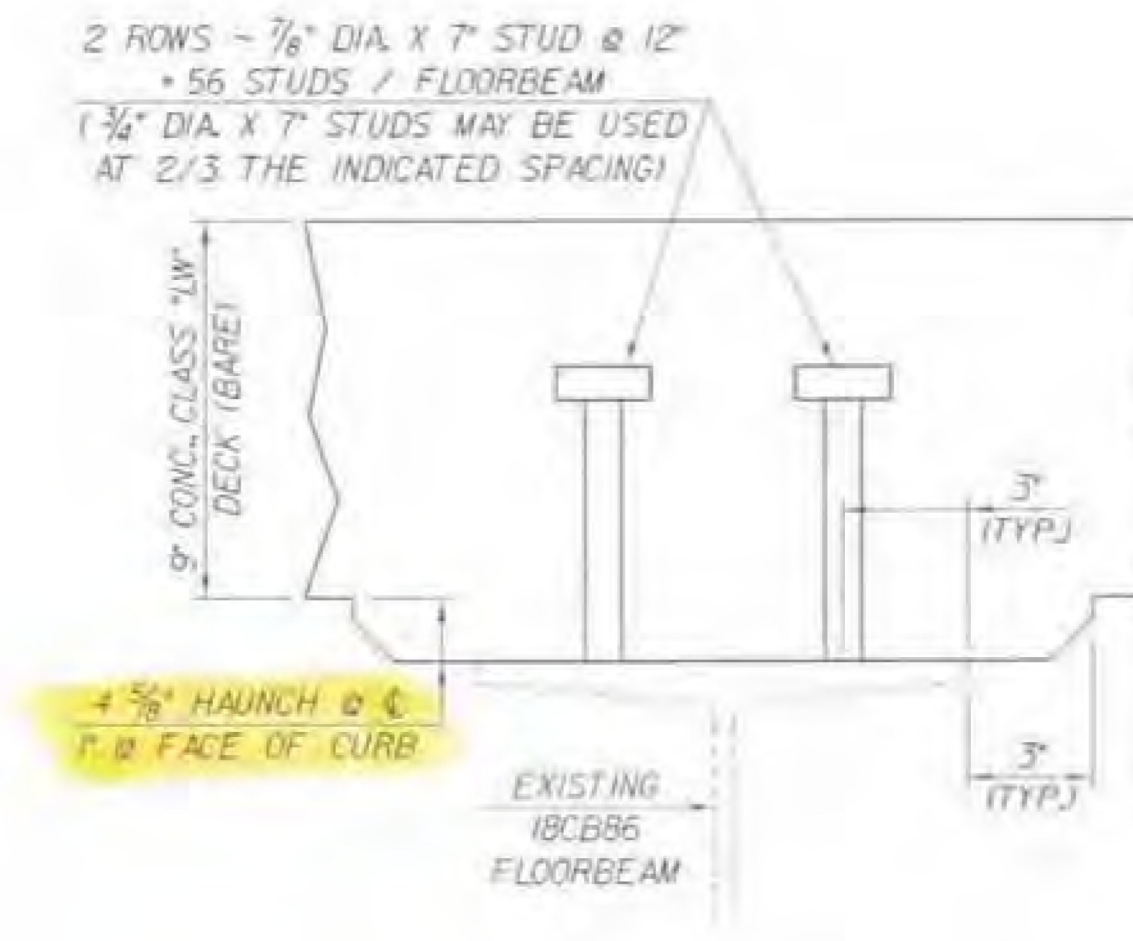 2 ROWS - 7/8" DIA. X 7" STUD @ 12"
* 56 STUDS / FLOORBEAM
( 3/4" DIA. X 7" STUDS MAY BE USED
AT 2/3 THE INDICATED SPACING)
9" CONC., CLASS "LW"
DECK (BARE)
3"
(TYP.)
4 5/8" HAUNCH @ ℄
1" @ FACE OF CURB
3"
(TYP.)
EXISTING
18CB86
FLOORBEAM